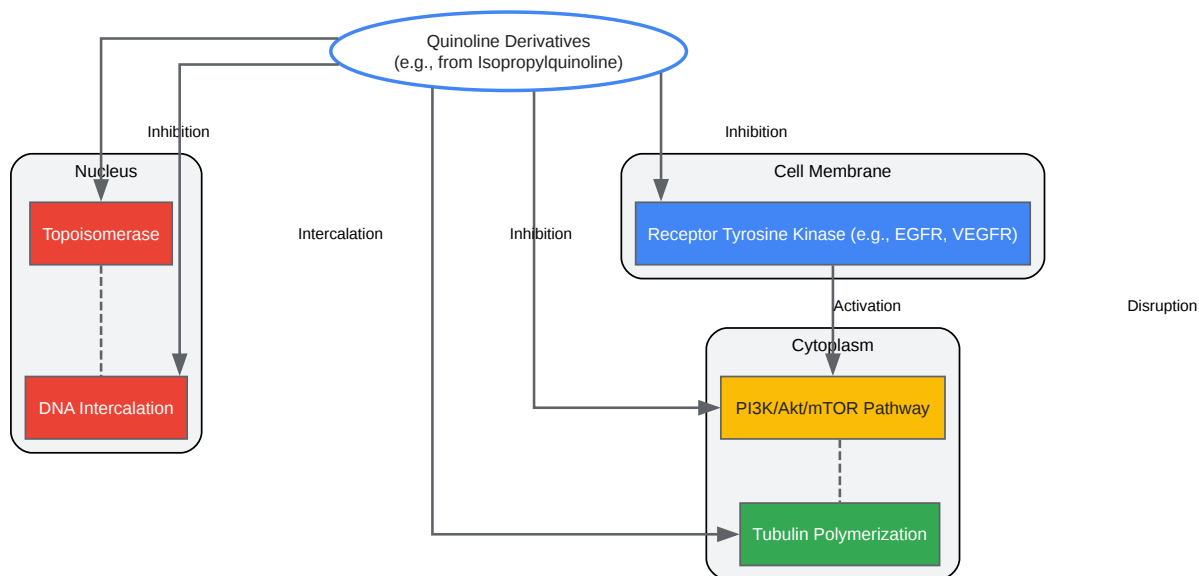 Quinoline Derivatives
(e.g., from Isopropylquinoline)
Inhibition
Inhibition
Nucleus
Cell Membrane
Topoisomerase
Intercalation
Inhibition
Receptor Tyrosine Kinase (e.g., EGFR, VEGFR)
Activation
Disruption
Cytoplasm
DNA Intercalation
PI3K/Akt/mTOR Pathway
Tubulin Polymerization